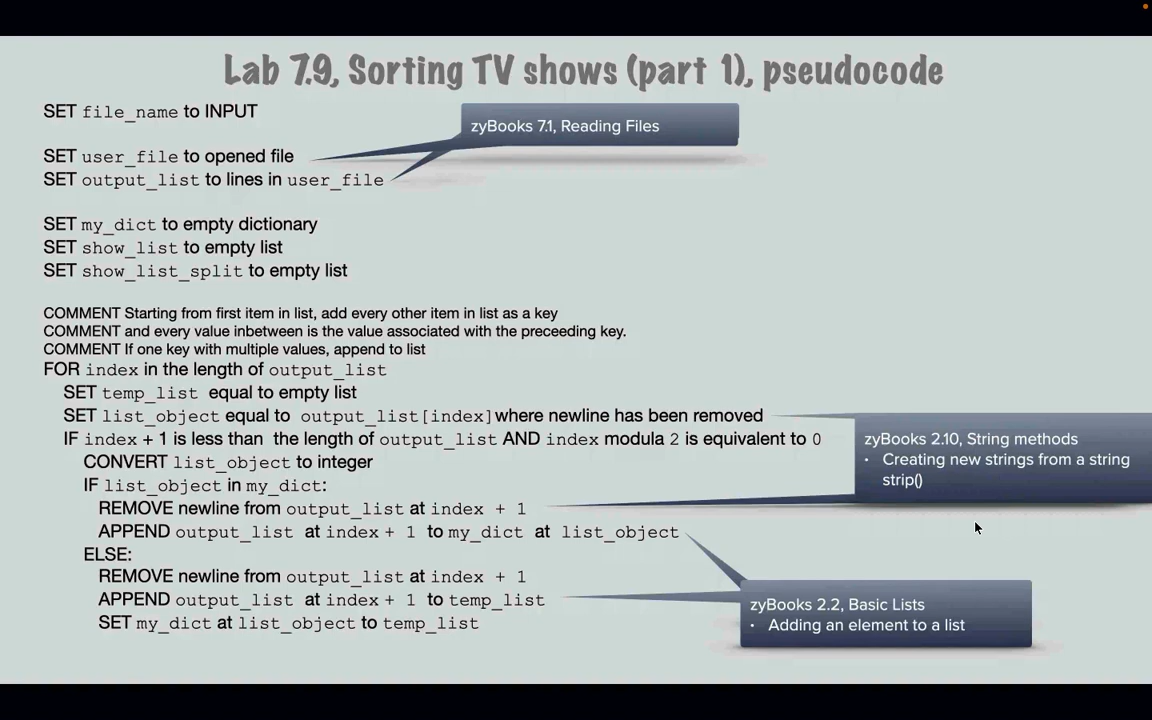 Lab 7.9, Sorting TV shows (part 1), pseudocode
SET file_name to INPUT
zyBooks 7.1, Reading Files
SET user_file to opened file
SET output_list to lines in user_file
SET my_dict to empty dictionary
SET show_list to empty list
SET show_list_split to empty list
COMMENT Starting from first item in list, add every other item in list as a key
COMMENT and every value inbetween is the value associated with the preceeding key.
COMMENT If one key with multiple values, append to list
FOR index in the length of output_list
SET temp_list equal to empty list
SET list_object equal to output_list[index] where newline has been removed
IF index + 1 is less than the length of output_list AND index modula 2 is equivalent to 0
CONVERT list_object to integer
IF list_object in my_dict:
REMOVE newline from output_list at index + 1
APPEND output_list at index + 1 to my_dict at list_object
ELSE:
REMOVE newline from output_list at index + 1
APPEND output_list at index + 1 to temp_list
SET my_dict at list_object to temp_list
zyBooks 2.10, String methods
• Creating new strings from a string
strip()
zyBooks 2.2, Basic Lists
• Adding an element to a list